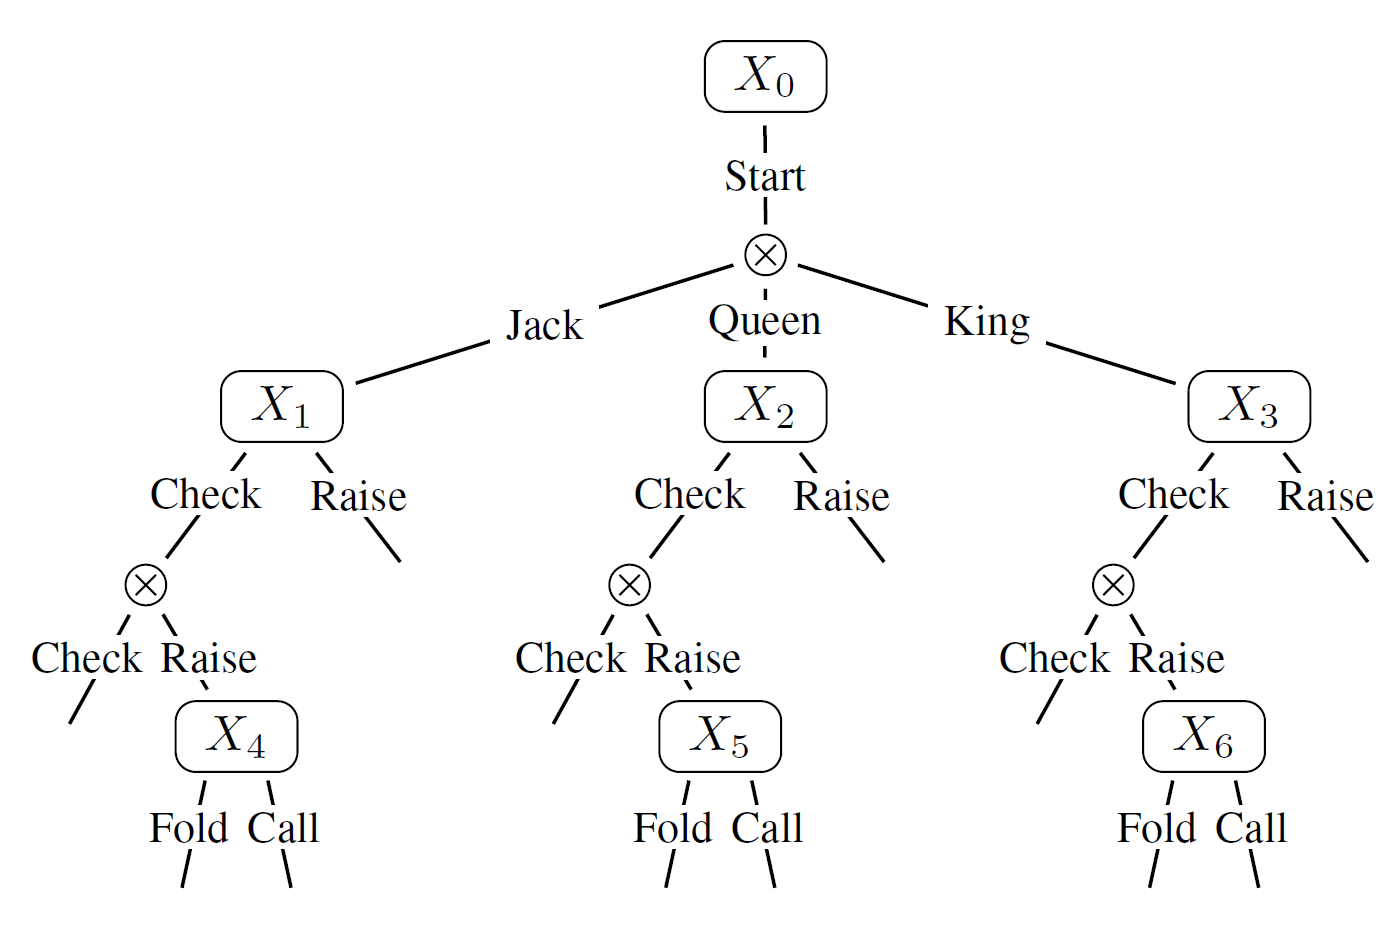 X₀
Start
⊗
Jack Queen King
X₁ X₂ X₃
Check Raise Check Raise Check Raise
⊗ ⊗ ⊗
Check Raise Check Raise Check Raise
X₄ X₅ X₆
Fold Call Fold Call Fold Call